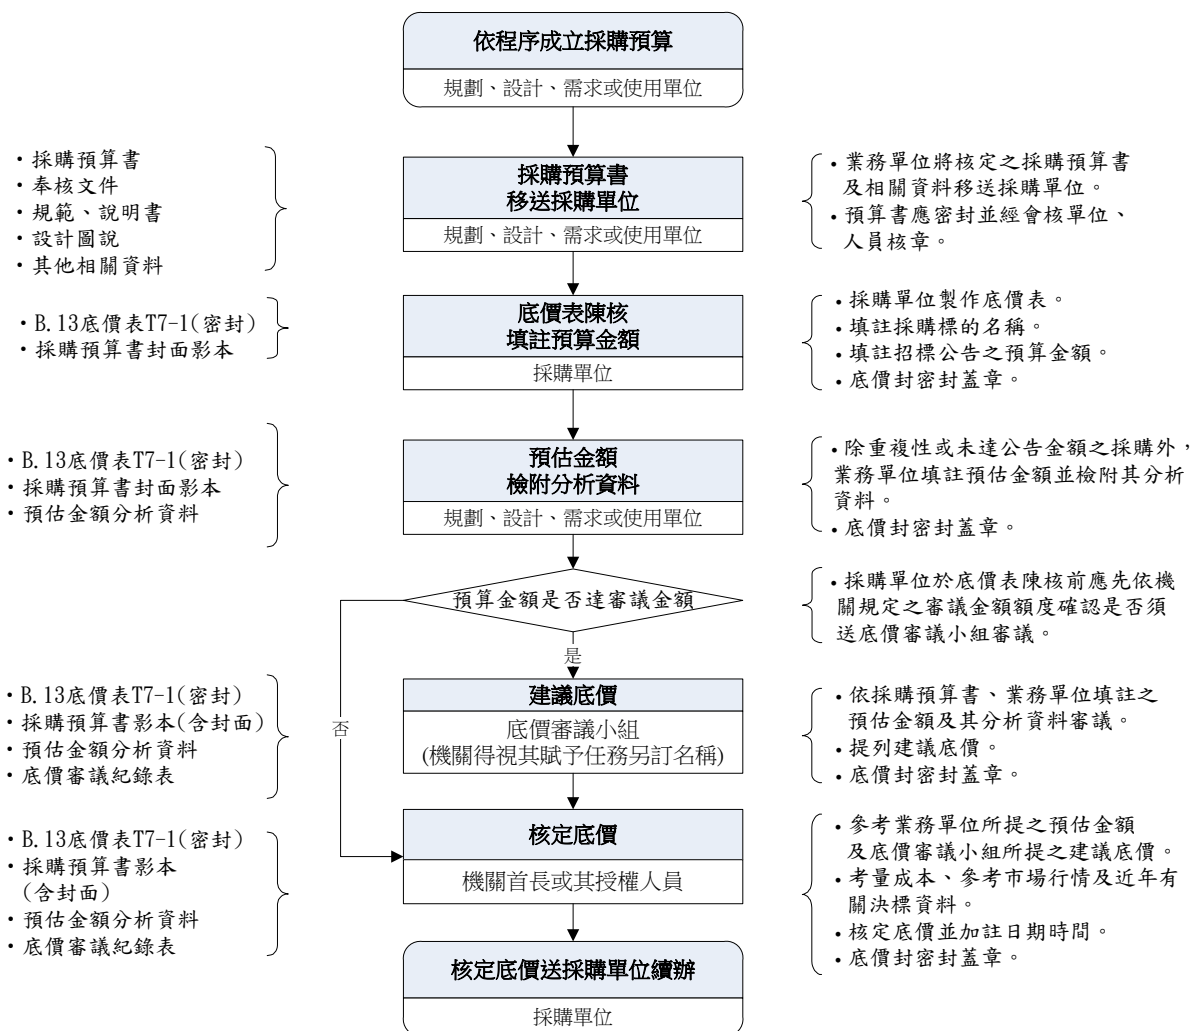 依程序成立採購預算
規劃、設計、需求或使用單位
・採購預算書
・奉核文件
・規範、說明書
・設計圖說
・其他相關資料
採購預算書
移送採購單位
規劃、設計、需求或使用單位
・業務單位將核定之採購預算書
及相關資料移送採購單位。
・預算書應密封並經會核單位、
人員核章。
・B.13底價表T7-1(密封)
・採購預算書封面影本
底價表陳核
填註預算金額
採購單位
・採購單位製作底價表。
・填註採購標的名稱。
・填註招標公告之預算金額。
・底價封密封蓋章。
・B.13底價表T7-1(密封)
・採購預算書封面影本
・預估金額分析資料
預估金額
檢附分析資料
規劃、設計、需求或使用單位
・除重複性或未達公告金額之採購外，
業務單位填註預估金額並檢附其分析
資料。
・底價封密封蓋章。
預算金額是否達審議金額
・採購單位於底價表陳核前應先依機
關規定之審議金額額度確認是否須
送底價審議小組審議。
是
否
・B.13底價表T7-1(密封)
・採購預算書影本(含封面)
・預估金額分析資料
・底價審議紀錄表
建議底價
底價審議小組
(機關得視其賦予任務另訂名稱)
・依採購預算書、業務單位填註之
預估金額及其分析資料審議。
・提列建議底價。
・底價封密封蓋章。
・B.13底價表T7-1(密封)
・採購預算書影本
(含封面)
・預估金額分析資料
・底價審議紀錄表
核定底價
機關首長或其授權人員
・參考業務單位所提之預估金額
及底價審議小組所提之建議底價。
・考量成本、參考市場行情及近年有
關決標資料。
・核定底價並加註日期時間。
・底價封密封蓋章。
核定底價送採購單位續辦
採購單位